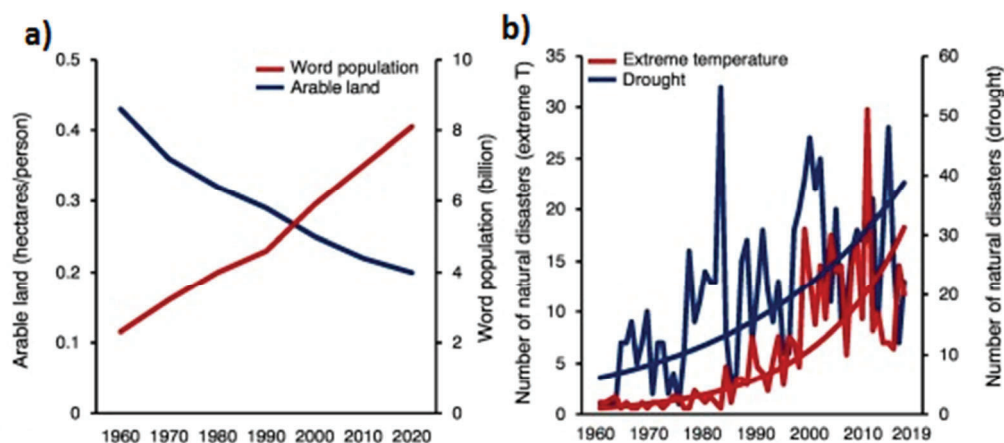 a)
Word population
Arable land
Arable land (hectares/person)
0.5
0.4
0.3
0.2
0.1
0
Word population (billion)
10
8
6
4
2
0
1960 1970 1980 1990 2000 2010 2020
b)
Extreme temperature
Drought
Number of natural disasters (extreme T)
35
30
25
20
15
10
5
0
Number of natural disasters (drought)
60
50
40
30
20
10
0
1960 1970 1980 1990 2000 2010 2019